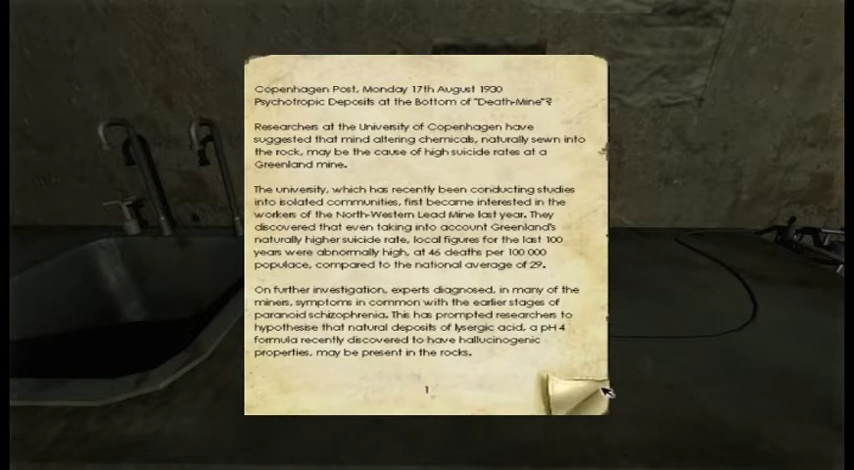 Copenhagen Post, Monday 17th August 1930
Psychotropic Deposits at the Bottom of "Death-Mine"?
Researchers at the University of Copenhagen have
suggested that mind altering chemicals, naturally sewn into
the rock, may be the cause of high suicide rates at a
Greenland mine.
The university, which has recently been conducting studies
into isolated communities, first became interested in the
workers of the North-Western Lead Mine last year. They
discovered that even taking into account Greenland's
naturally higher suicide rate, local figures for the last 100
years were abnormally high, at 46 deaths per 100 000
populace, compared to the national average of 29.
On further investigation, experts diagnosed, in many of the
miners, symptoms in common with the earlier stages of
paranoid schizophrenia. This has prompted researchers to
hypothesise that natural deposits of lysergic acid, a pH 4
formula recently discovered to have hallucinogenic
properties, may be present in the rocks.
1